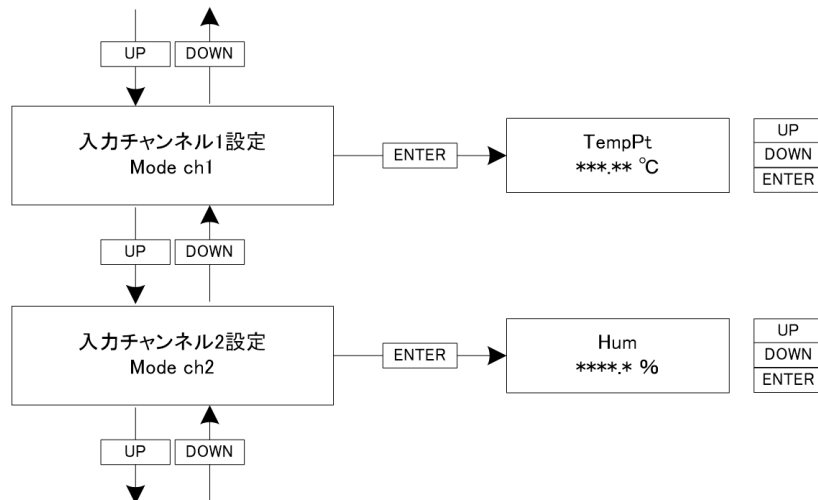 UP
DOWN
入力チャンネル1設定
Mode ch1
ENTER
TempPt
***.** ℃
UP
DOWN
ENTER
UP
DOWN
入力チャンネル2設定
Mode ch2
ENTER
Hum
****.* %
UP
DOWN
ENTER
UP
DOWN